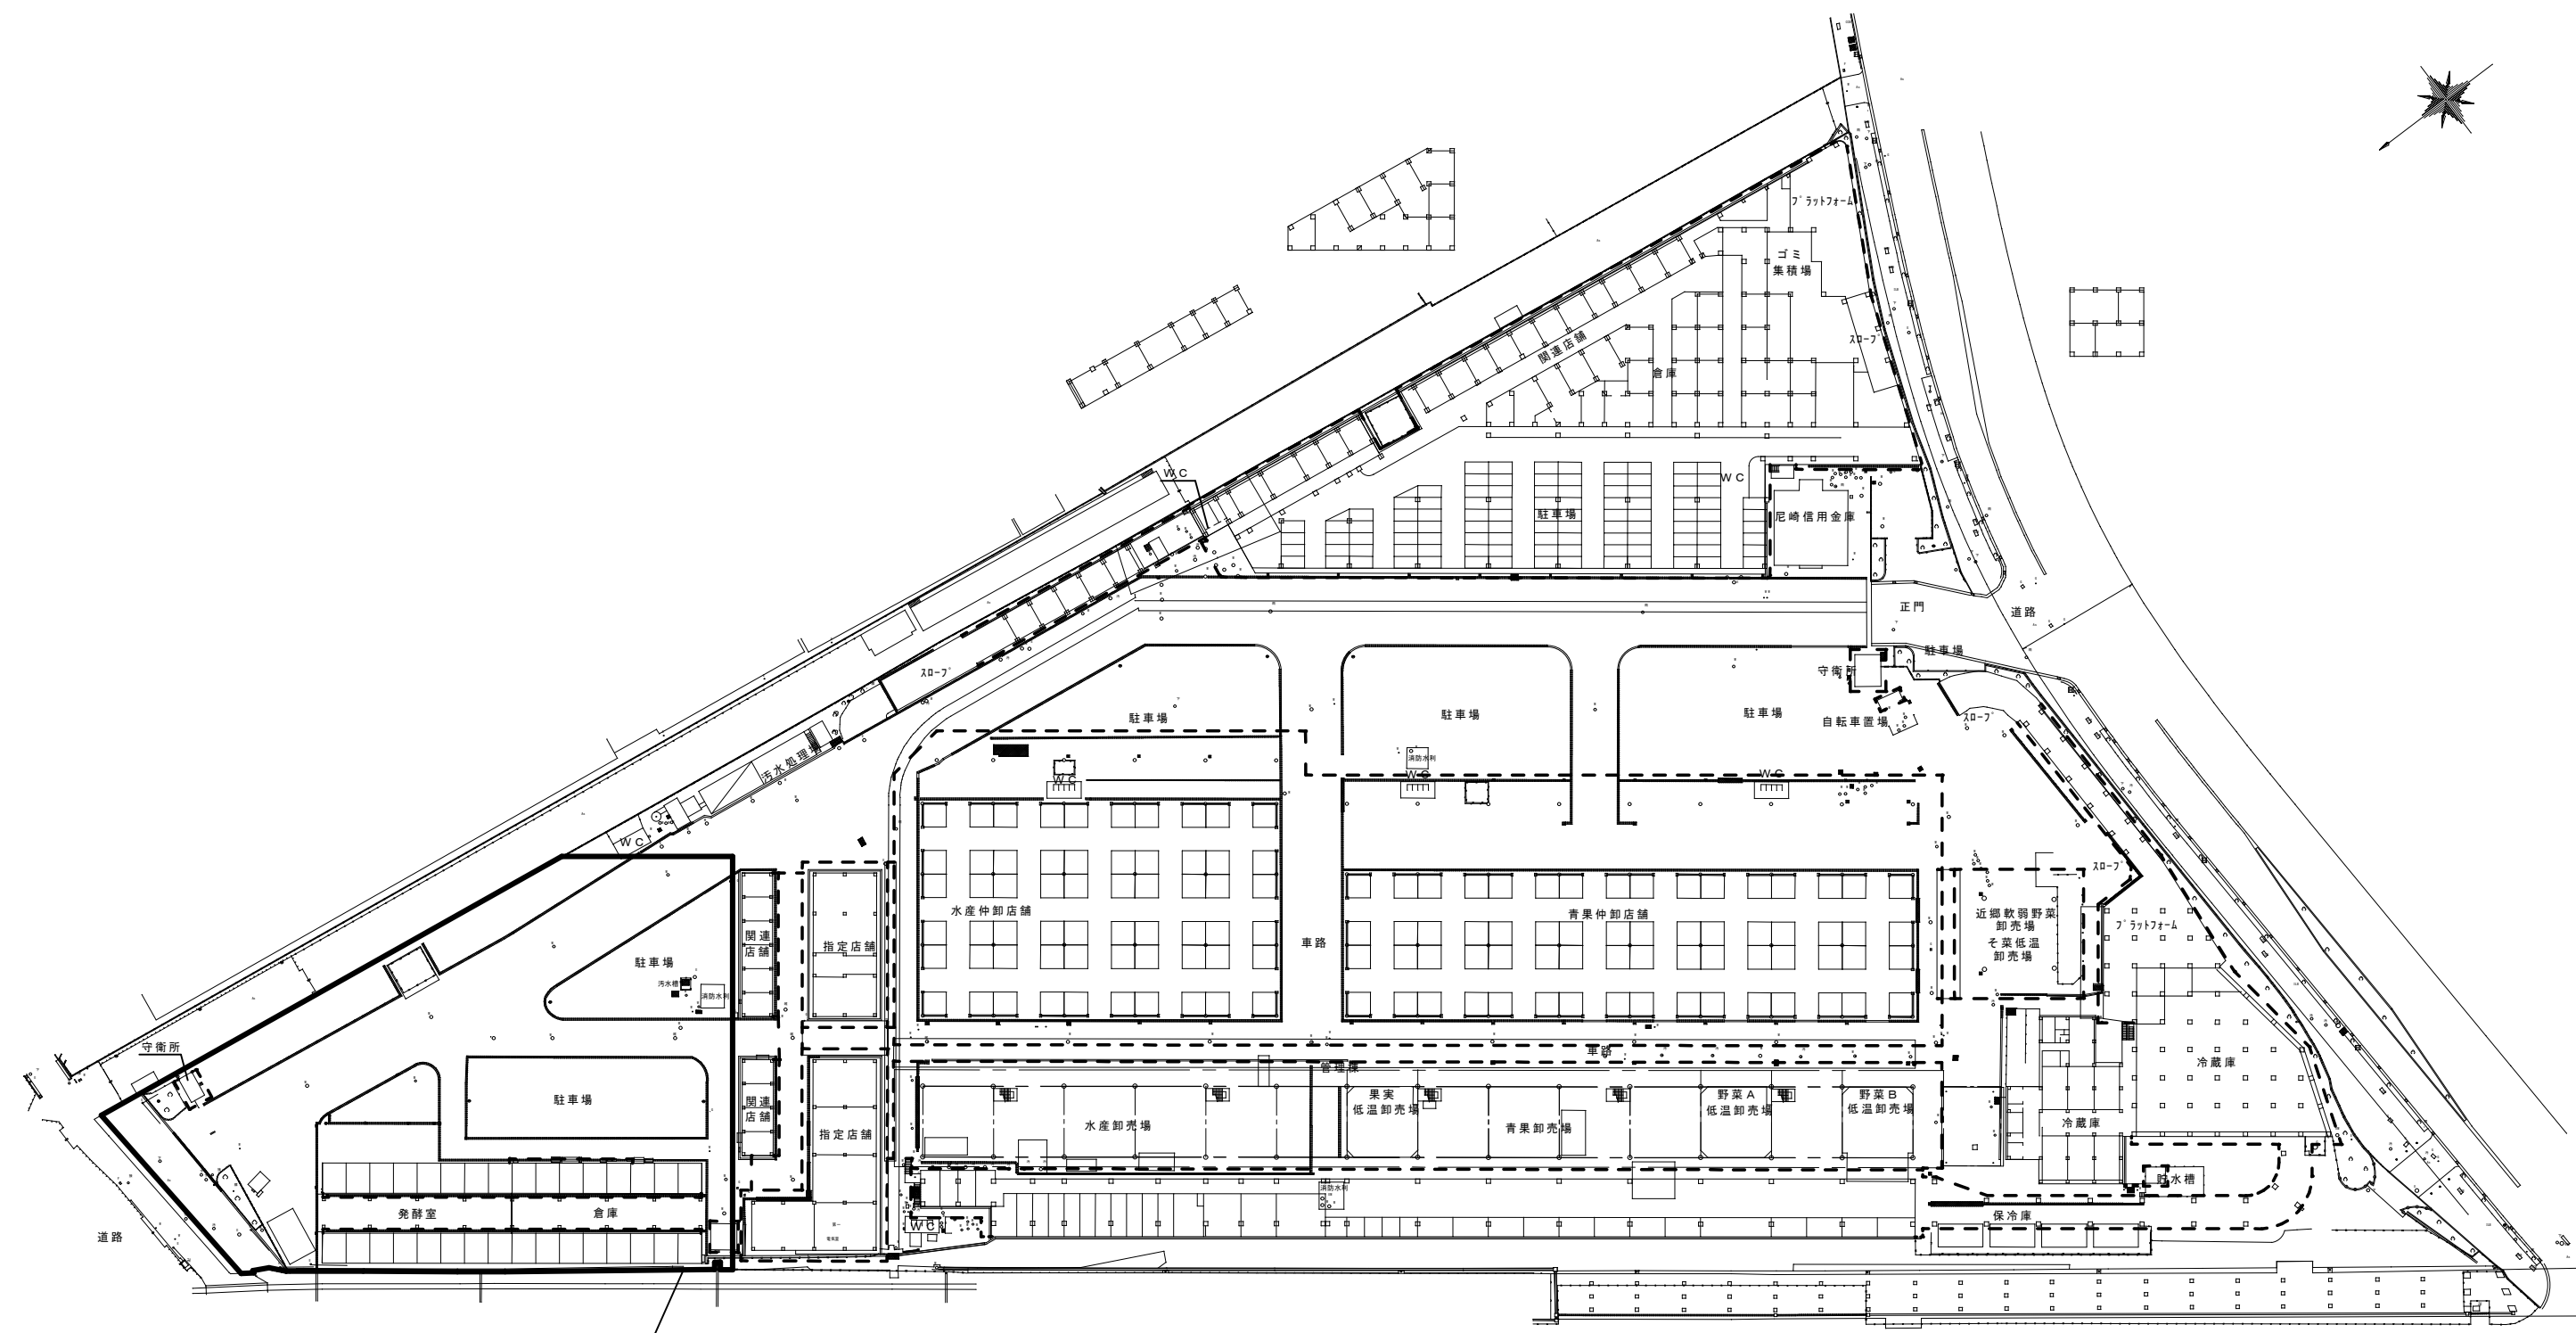 プラットフォーム
ゴミ
集積場
スロープ
関連店舗
倉庫
WC
WC
駐車場
尼崎信用金庫
正門
道路
駐車場
守衛所
スロープ
駐車場
駐車場
駐車場
自転車置場
スロープ
汚水処理場
消防水利
WC
WC
WC
WC
スロープ
水産仲卸店舗
青果仲卸店舗
近郷軟弱野菜
卸売場
そ菜低温
卸売場
プラットフォーム
関連
店舗
指定店舗
車路
駐車場
汚水槽
消防水利
守衛所
車路
冷蔵庫
管理棟
駐車場
関連
店舗
指定店舗
水産卸売場
果実
低温卸売場
青果卸売場
野菜A
低温卸売場
野菜B
低温卸売場
冷蔵庫
貯水槽
消防水利
発酵室
倉庫
WC
保冷庫
道路